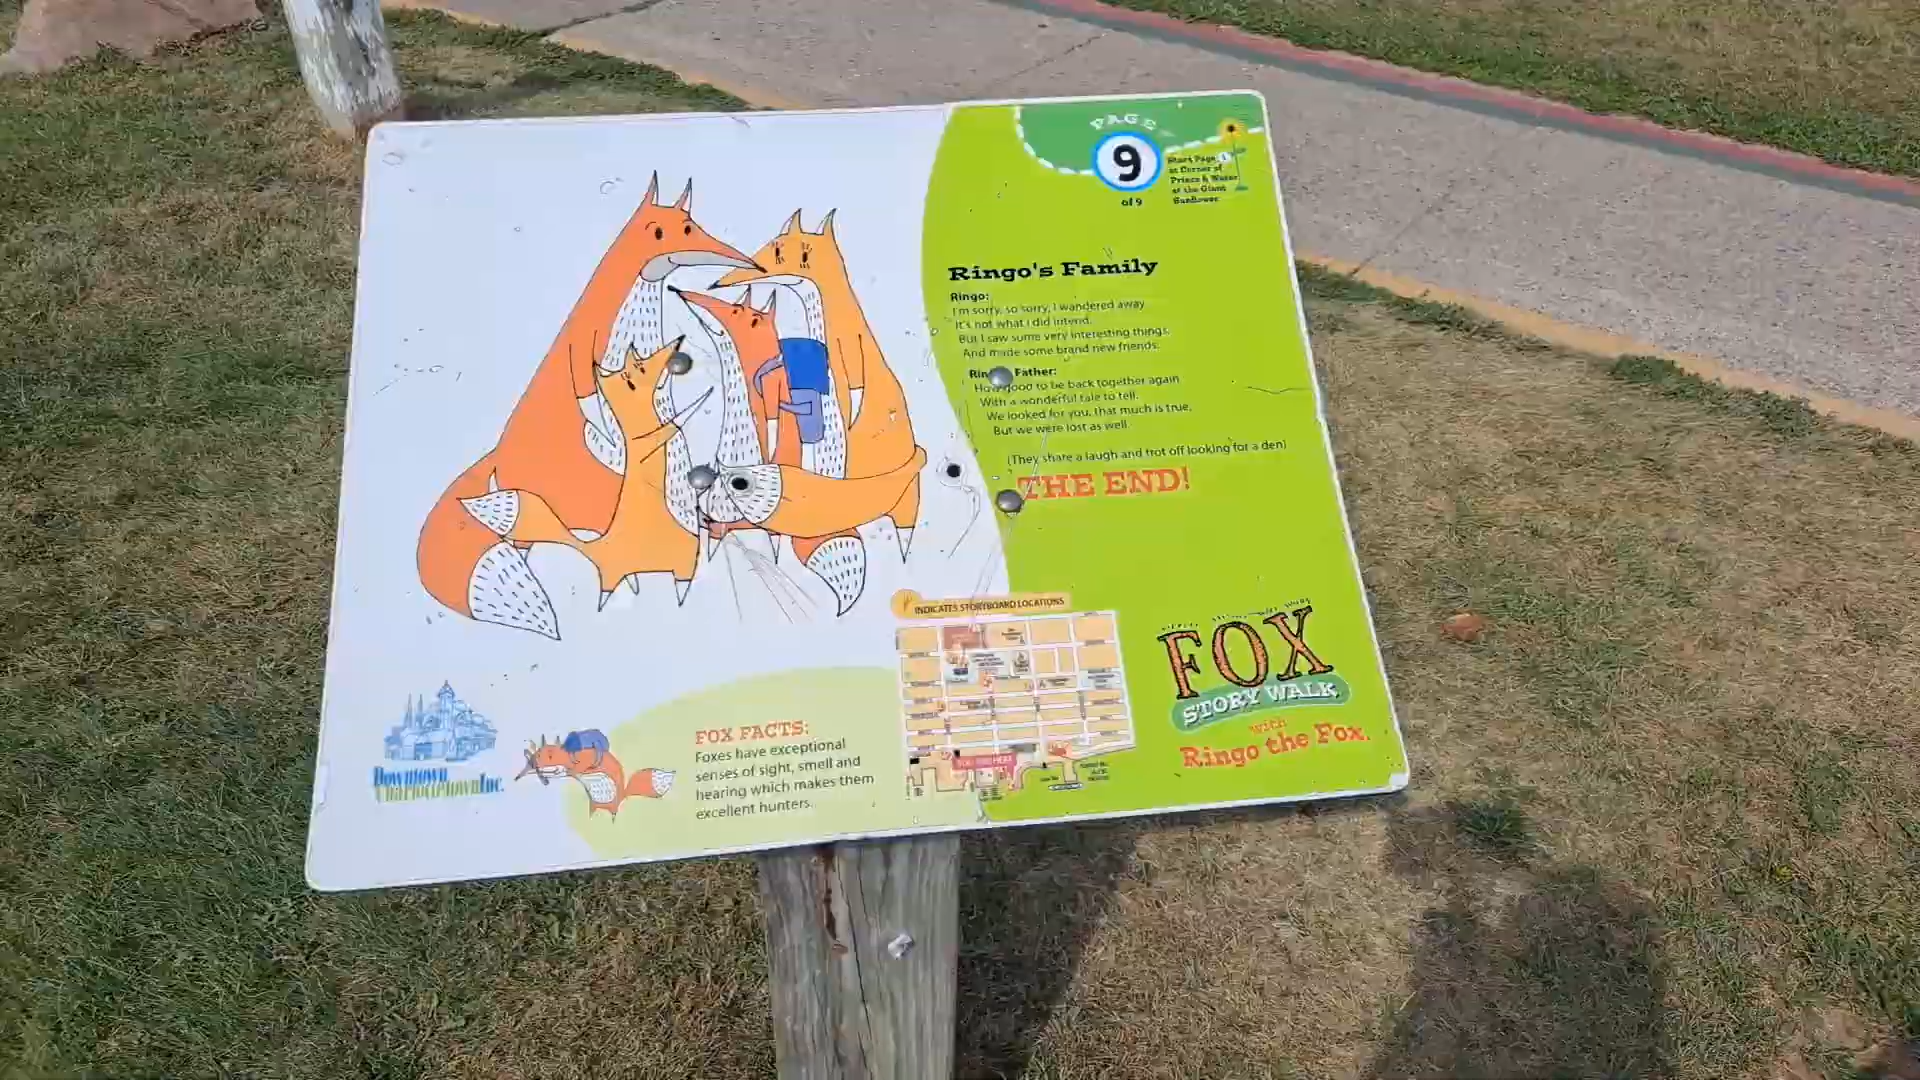 PAGE
9
of 9
Start Page 1
at Corner of
Prince & Water
at the Giant
Sunflower
Ringo's Family
Ringo:
I'm sorry, so sorry, I wandered away
It's not what I did intend.
But I saw some very interesting things
And made some brand new friends.
Father:
good to be back together again
With a wonderful tale to tell.
We looked for you, that much is true,
But we were lost as well.
(They share a laugh and trot off looking for a den)
THE END!
INDICATES STORYBOARD LOCATIONS
YOU ARE HERE
FOX
STORY WALK
with
Ringo the Fox.
FOX FACTS:
Foxes have exceptional
senses of sight, smell and
hearing which makes them
excellent hunters.
Downtown
CharlottetownInc.